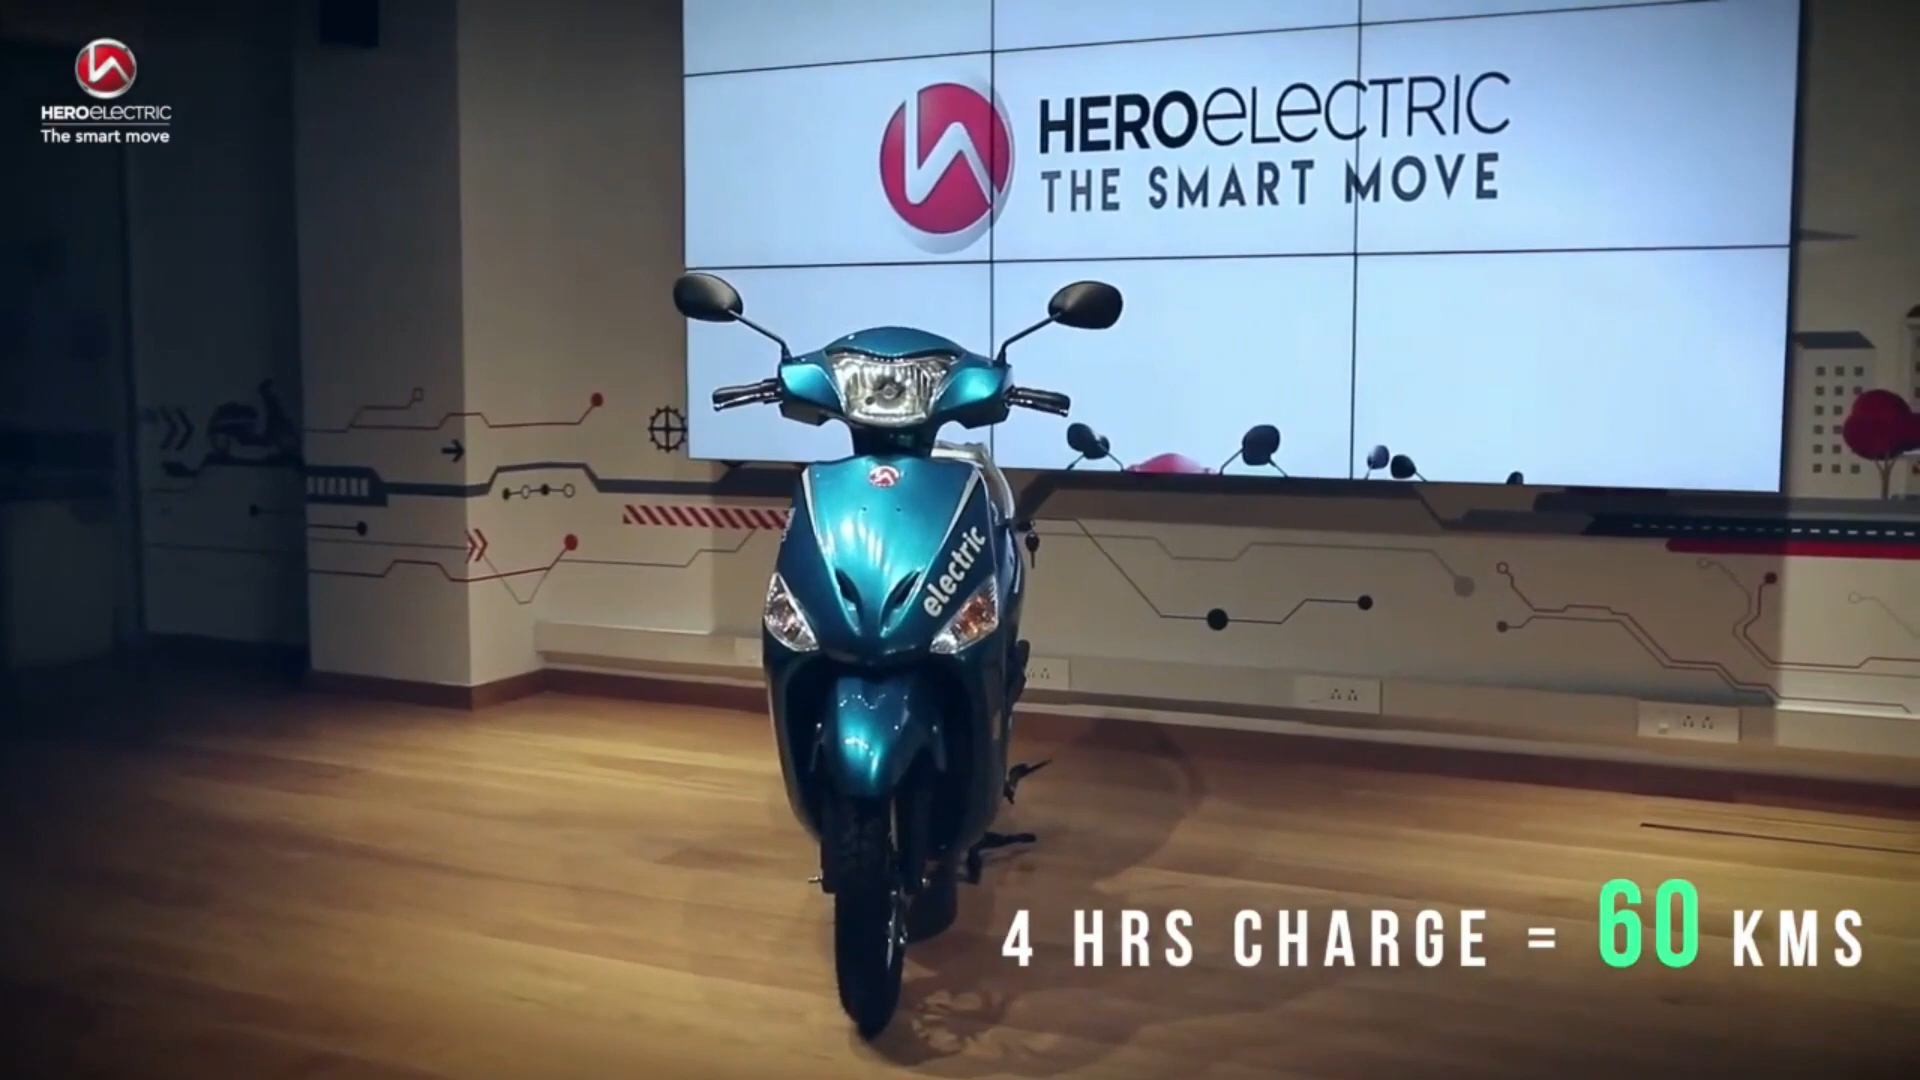 HEROeLeCTRIC
The smart move
HEROeLeCTRIC
THE SMART MOVE
electric
4 HRS CHARGE = 60 KMS